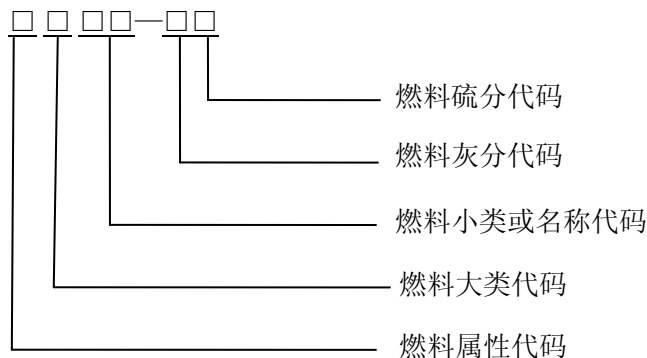 □ □ □□—□□
燃料硫分代码
燃料灰分代码
燃料小类或名称代码
燃料大类代码
燃料属性代码